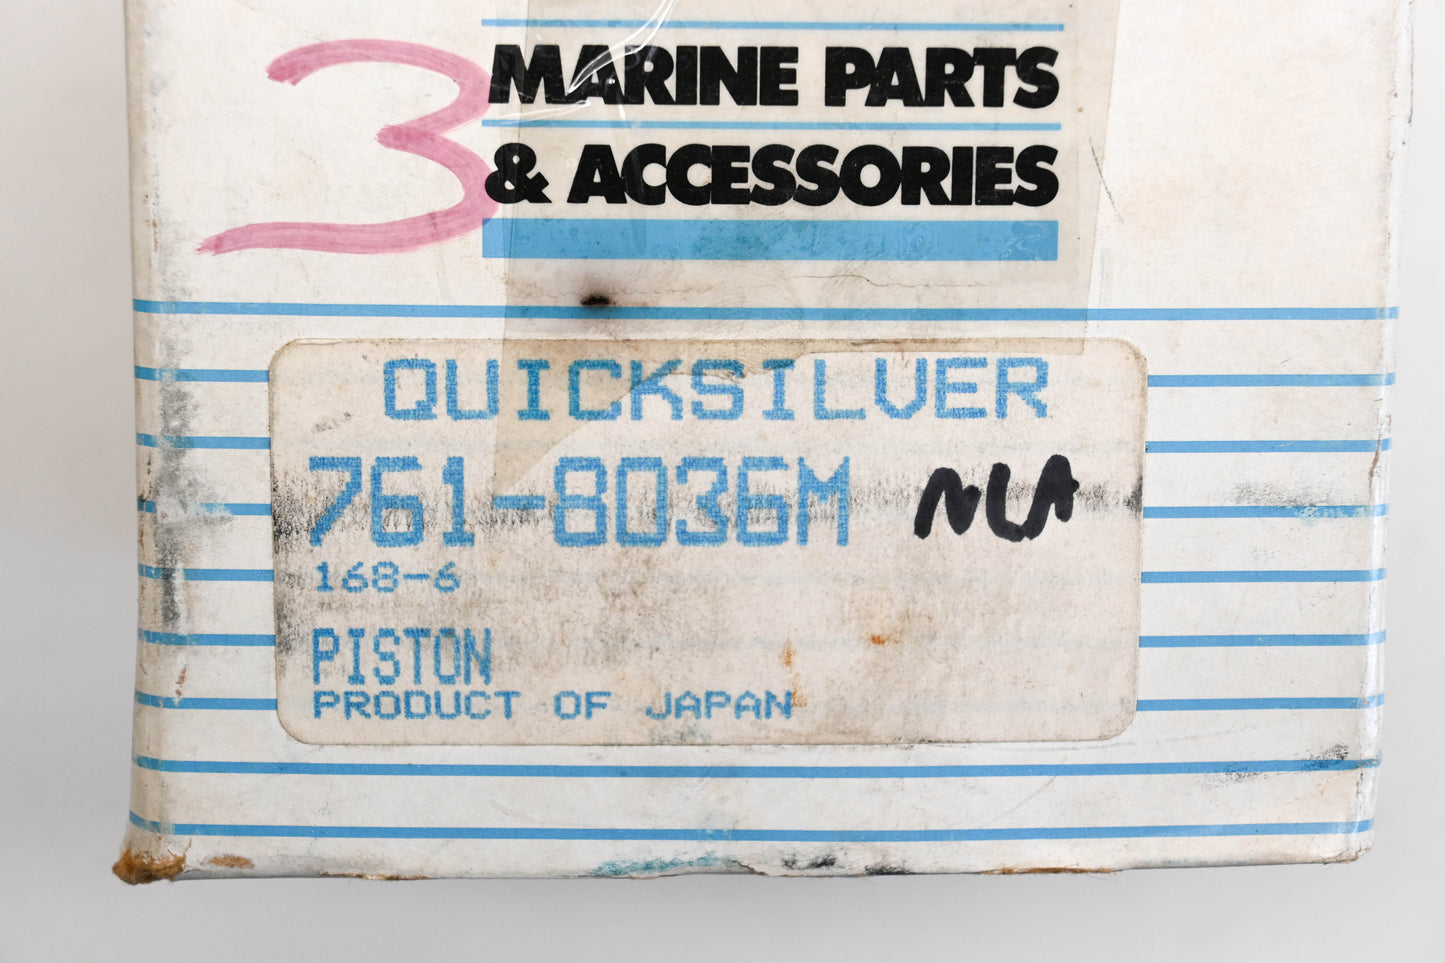 3
MARINE PARTS
& ACCESSORIES
QUICKSILVER
761-8036M NLA
168-6
PISTON
PRODUCT OF JAPAN